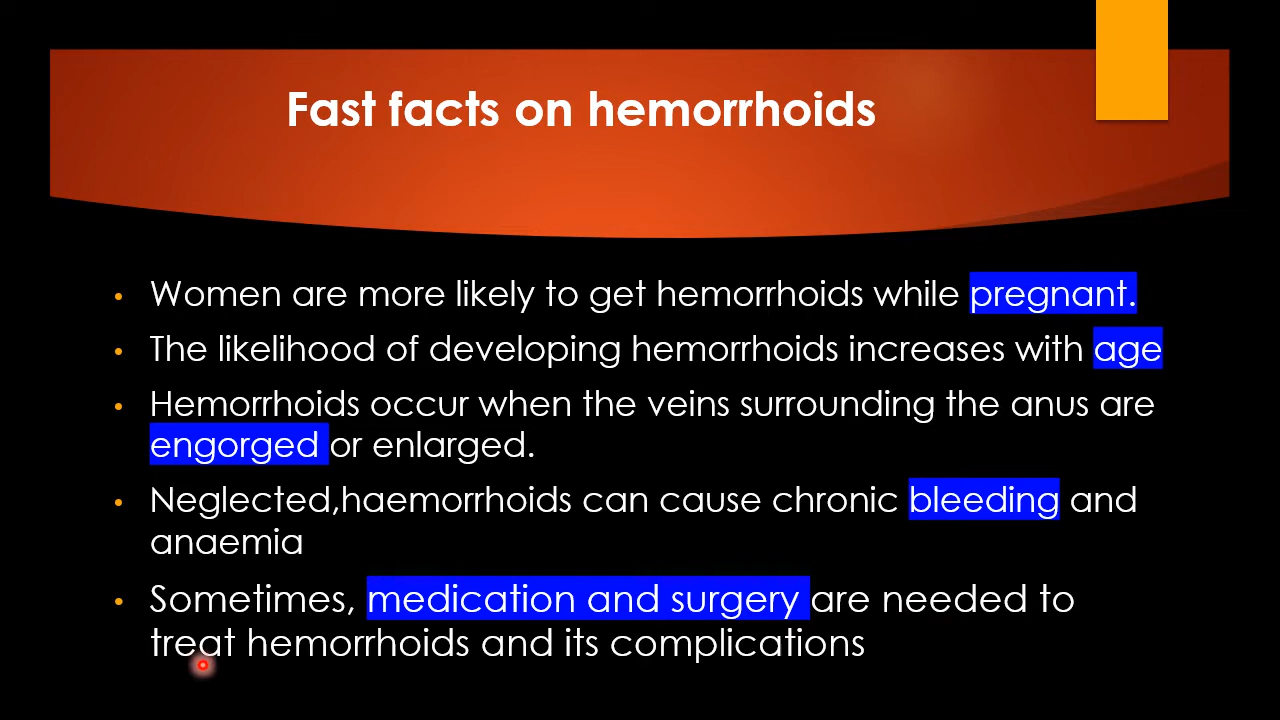 Fast facts on hemorrhoids
• Women are more likely to get hemorrhoids while pregnant.
• The likelihood of developing hemorrhoids increases with age
• Hemorrhoids occur when the veins surrounding the anus are
engorged or enlarged.
• Neglected,haemorrhoids can cause chronic bleeding and
anaemia
• Sometimes, medication and surgery are needed to
treat hemorrhoids and its complications